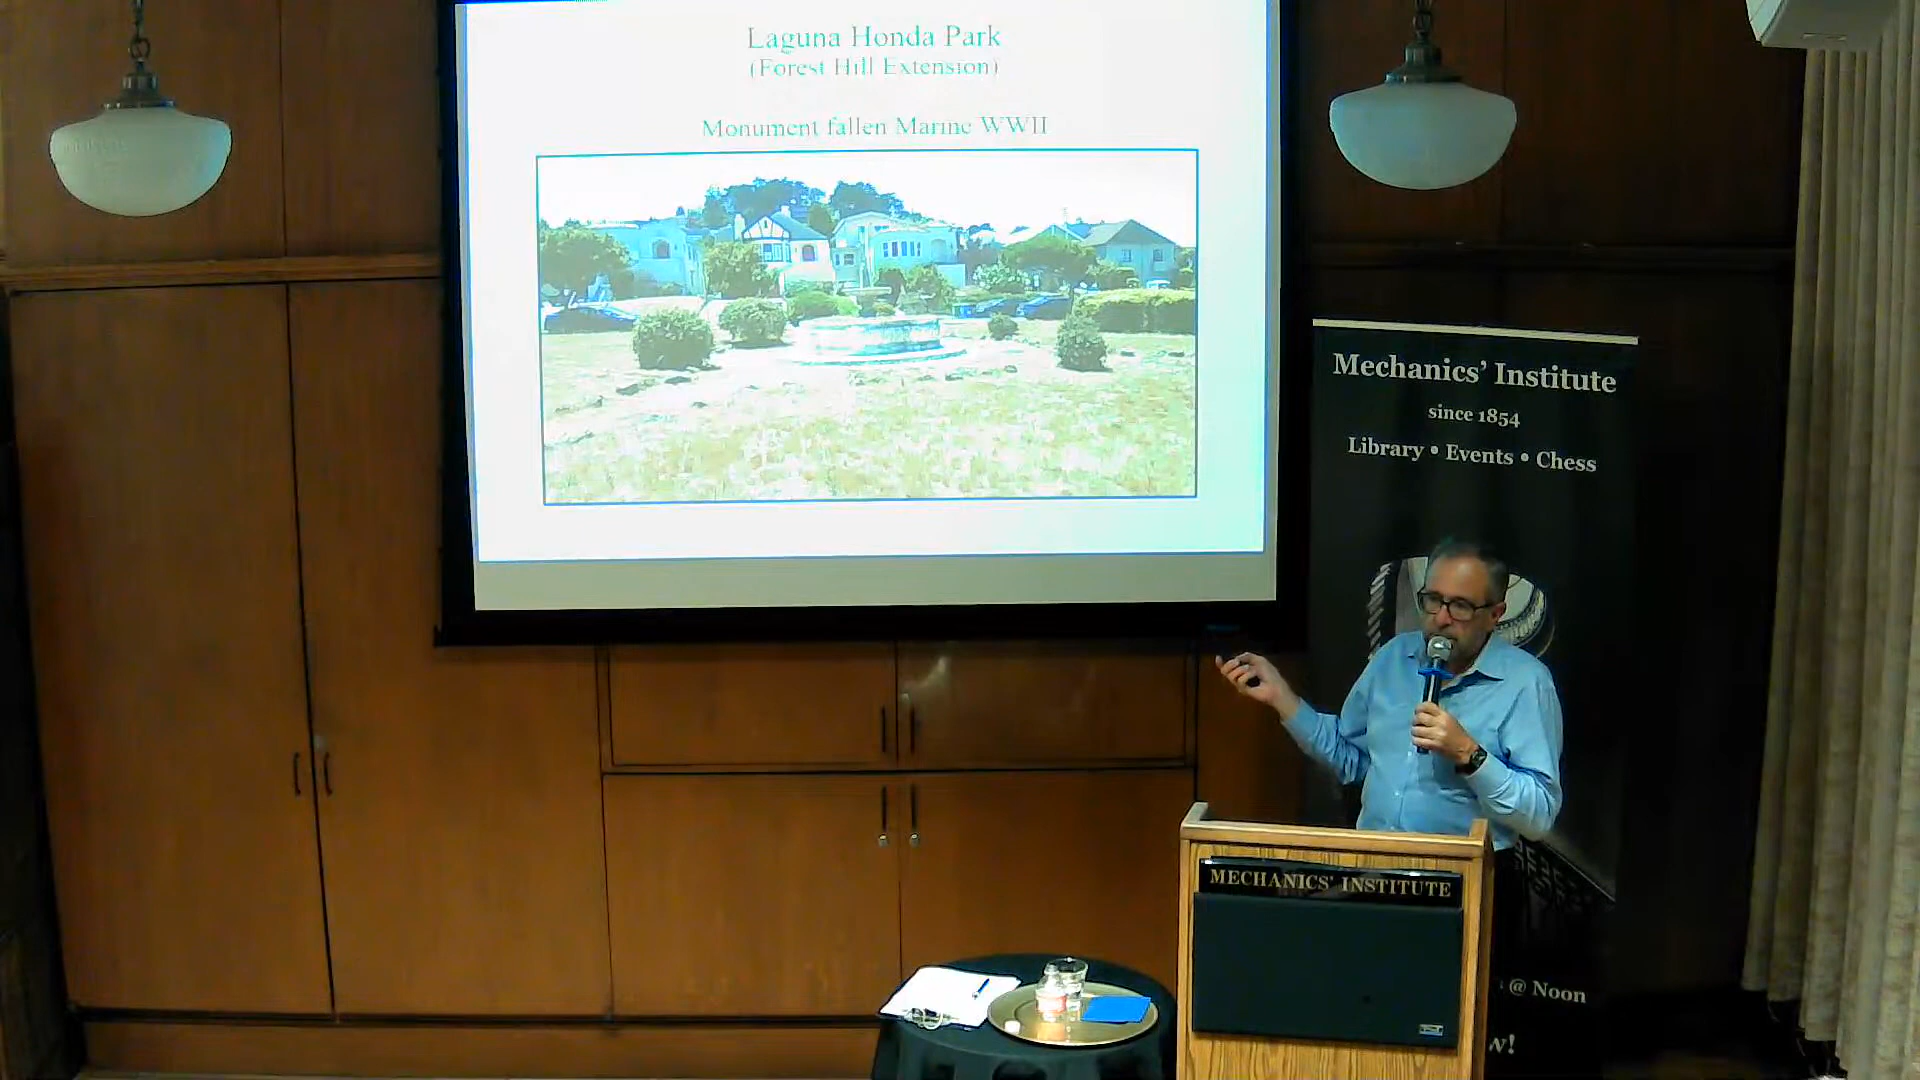 Laguna Honda Park
(Forest Hill Extension)
Monument fallen Marine WWII
Mechanics' Institute
since 1854
Library • Events • Chess
@ Noon
w!
MECHANICS' INSTITUTE